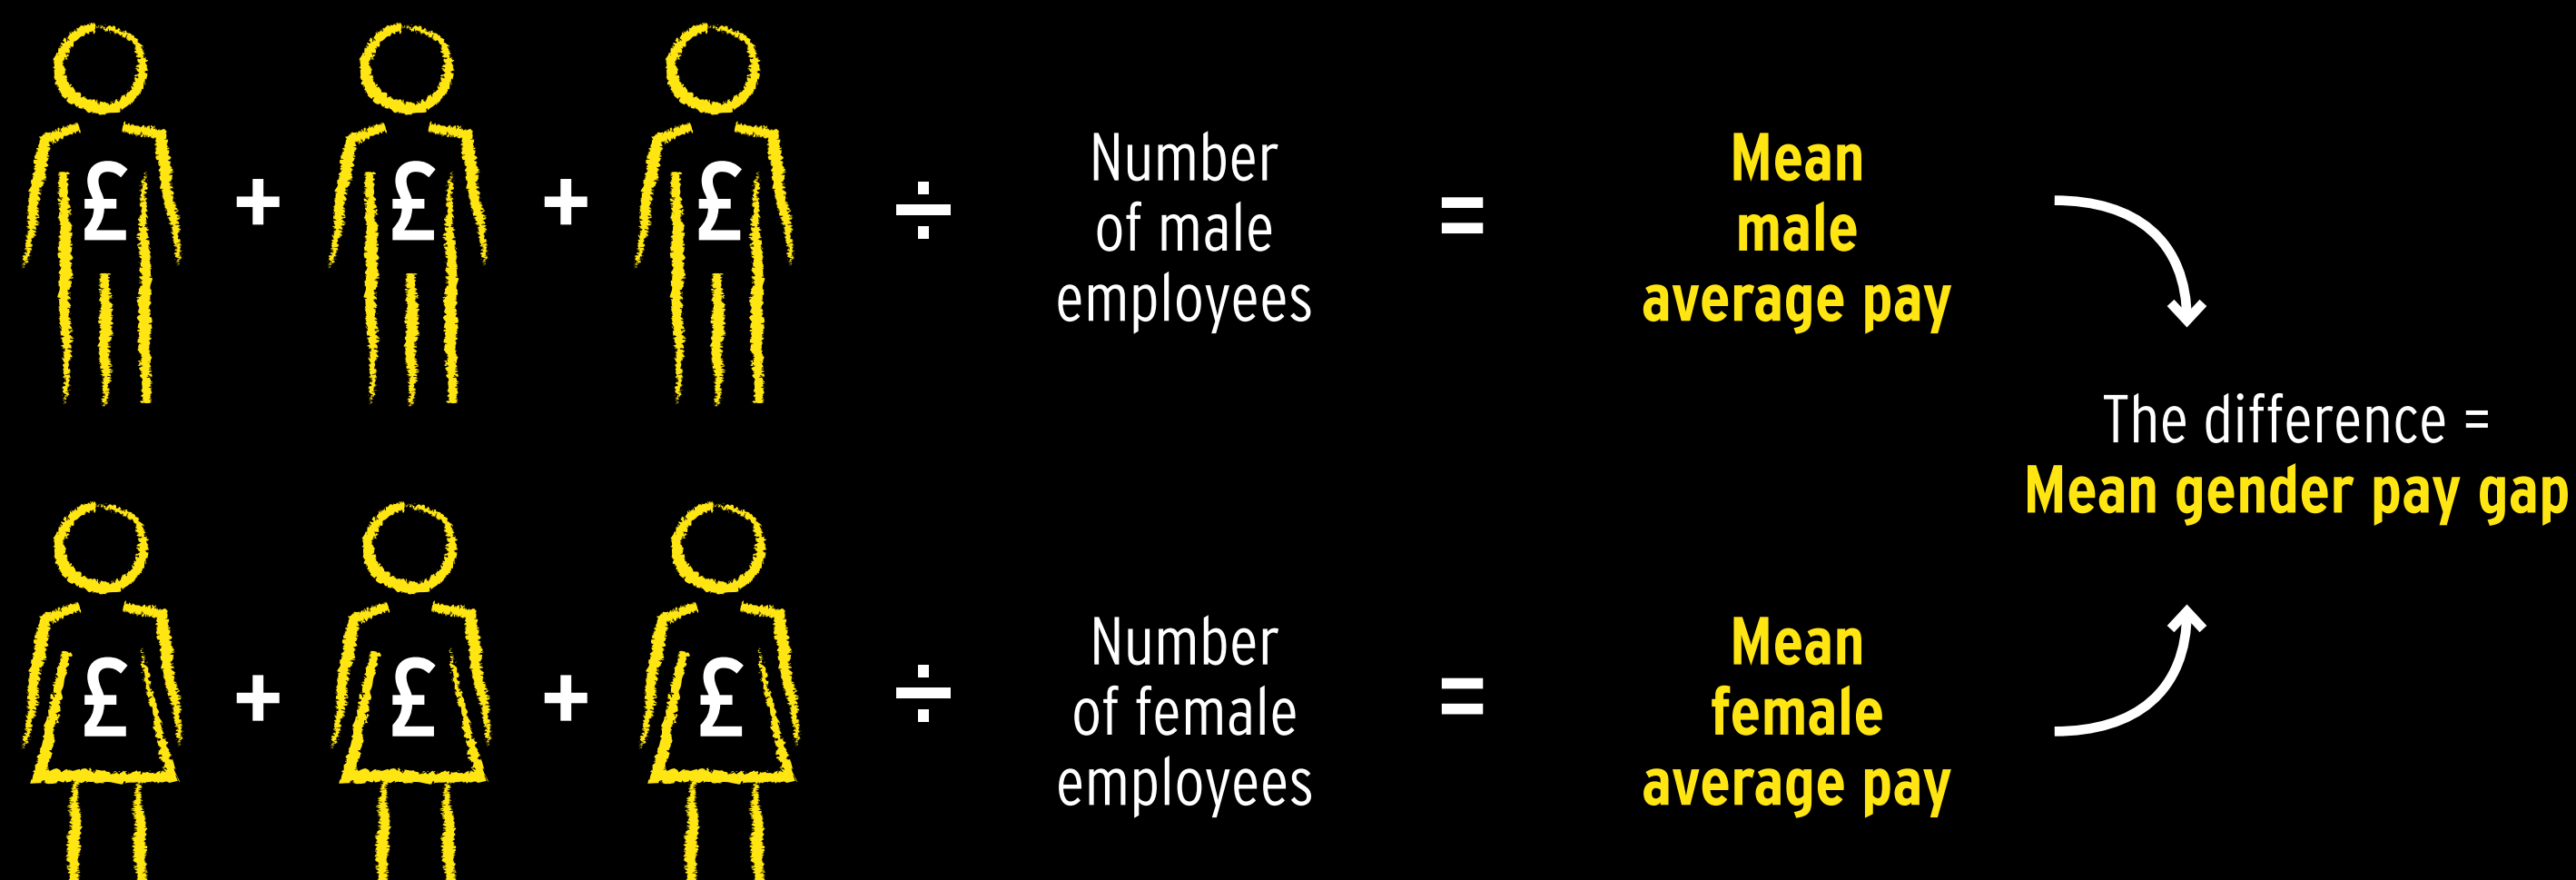 £ + £ + £ ÷
Number
of male
employees
=
Mean
male
average pay
The difference =
Mean gender pay gap
£ + £ + £ ÷
Number
of female
employees
=
Mean
female
average pay